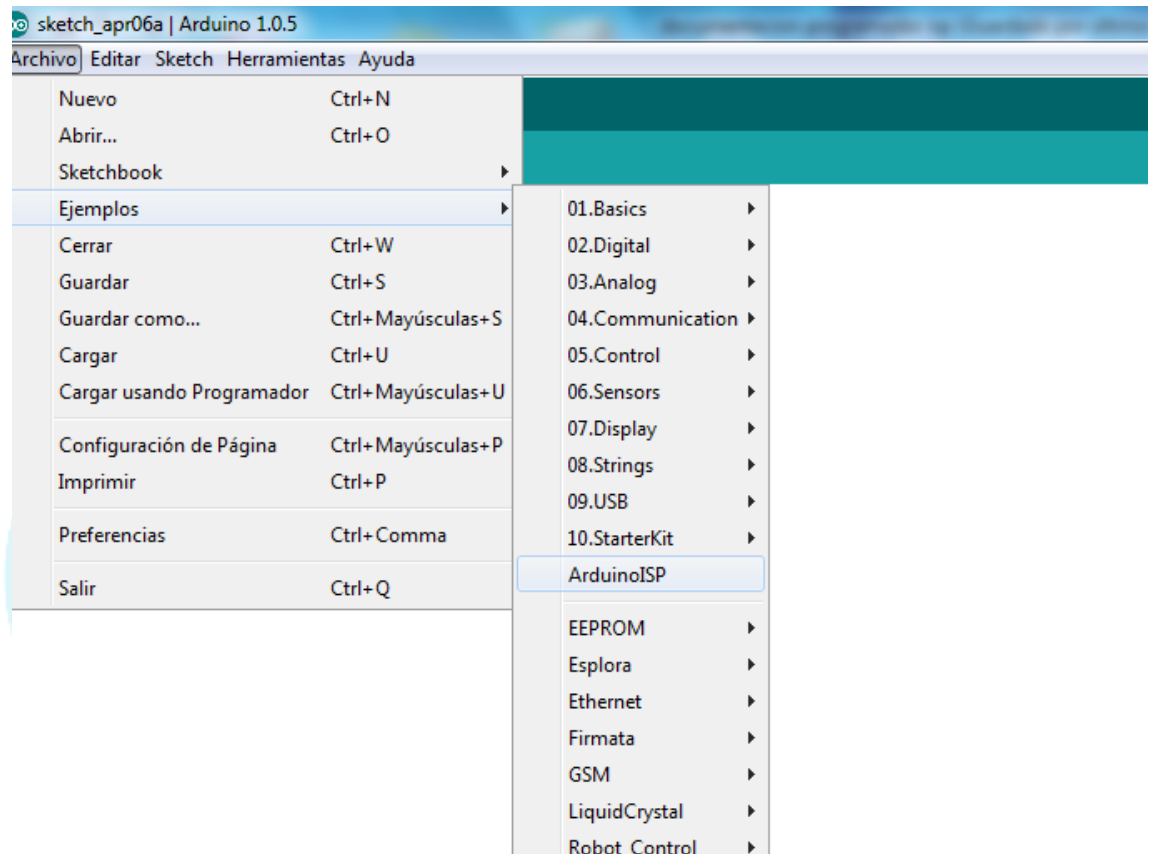 sketch_apr06a | Arduino 1.0.5
Archivo Editar Sketch Herramientas Ayuda
Nuevo Ctrl+N
Abrir... Ctrl+O
Sketchbook
Ejemplos
Cerrar Ctrl+W
Guardar Ctrl+S
Guardar como... Ctrl+Mayúsculas+S
Cargar Ctrl+U
Cargar usando Programador Ctrl+Mayúsculas+U
Configuración de Página Ctrl+Mayúsculas+P
Imprimir Ctrl+P
Preferencias Ctrl+Comma
Salir Ctrl+Q
01.Basics
02.Digital
03.Analog
04.Communication
05.Control
06.Sensors
07.Display
08.Strings
09.USB
10.StarterKit
ArduinoISP
EEPROM
Esplora
Ethernet
Firmata
GSM
LiquidCrystal
Robot_Control